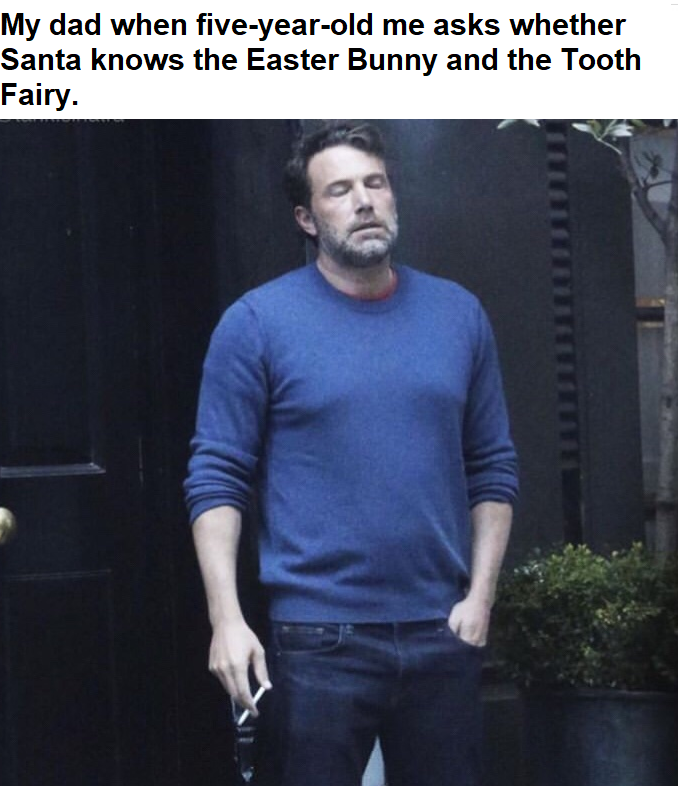 My dad when five-year-old me asks whether
Santa knows the Easter Bunny and the Tooth
Fairy.